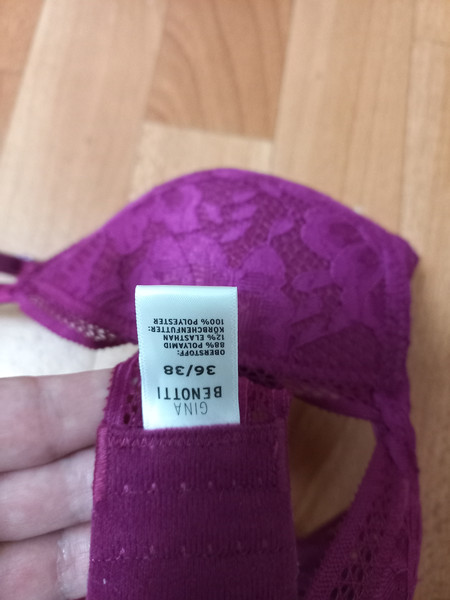 GINA
BENOTTI
36/38
OBERSTOFF:
88% POLYAMID
12% ELASTHAN
KÖRBCHENFUTTER:
100% POLYESTER